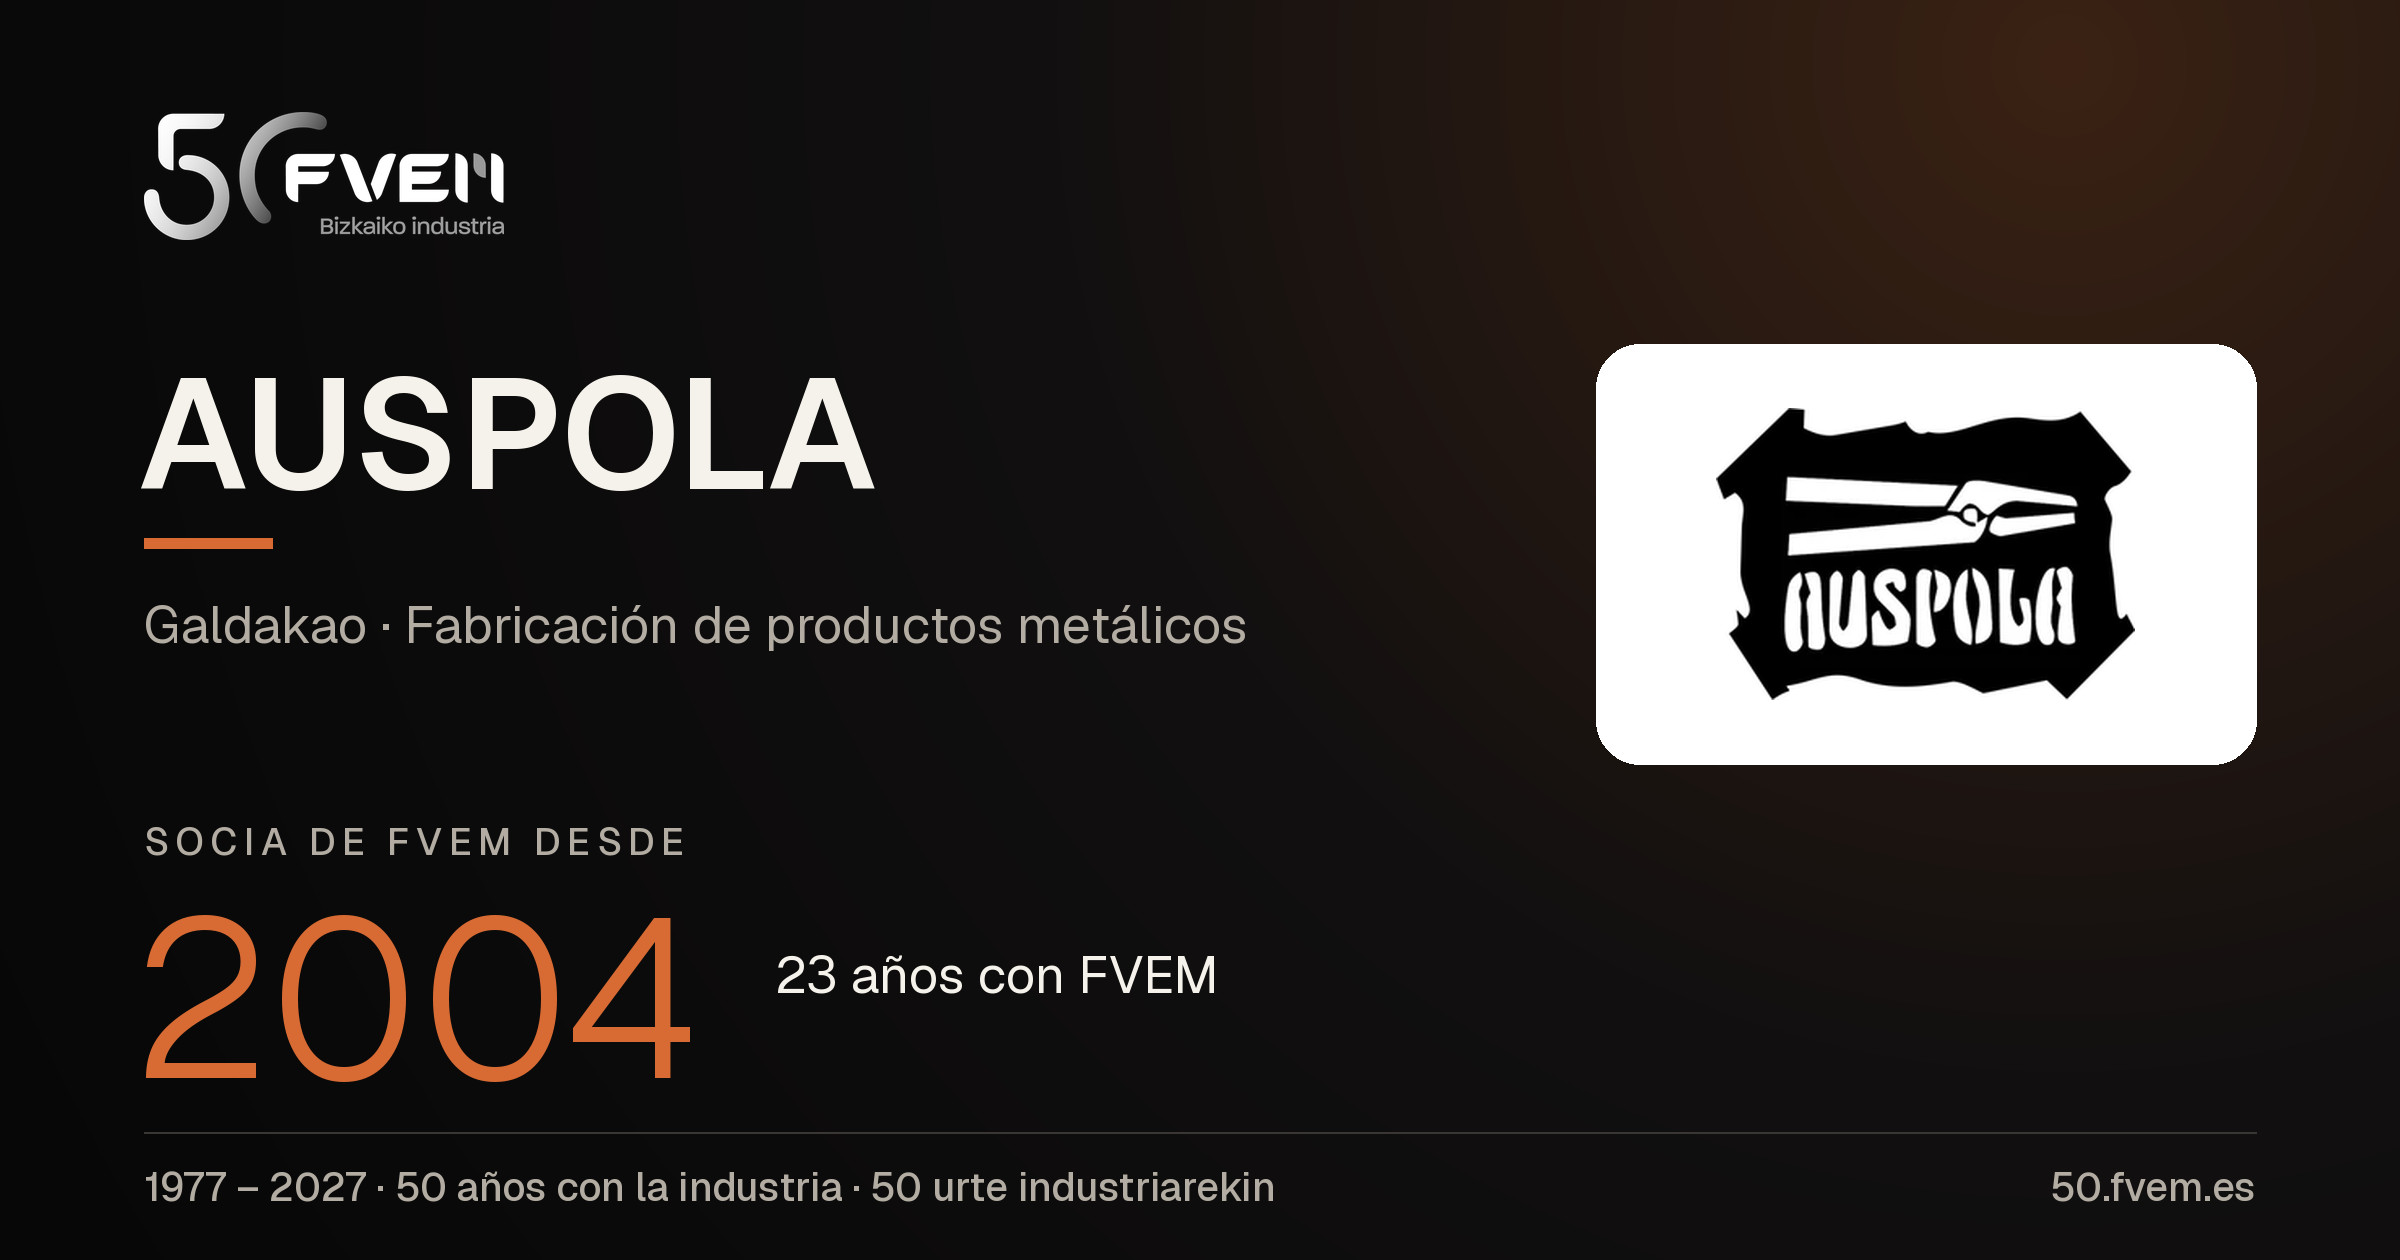 50 FVEM
Bizkaiko industria
AUSPOLA
Galdakao · Fabricación de productos metálicos
AUSPOLA
SOCIA DE FVEM DESDE
2004
23 años con FVEM
1977 – 2027 · 50 años con la industria · 50 urte industriarekin
50.fvem.es